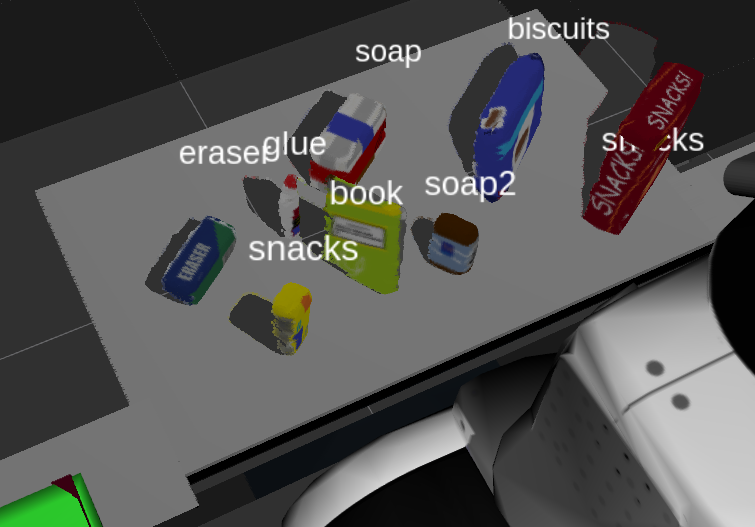 biscuits
soap
SNACKS!
snacks
eraser
glue
SNACKS!
book
soap2
snacks
ERASER